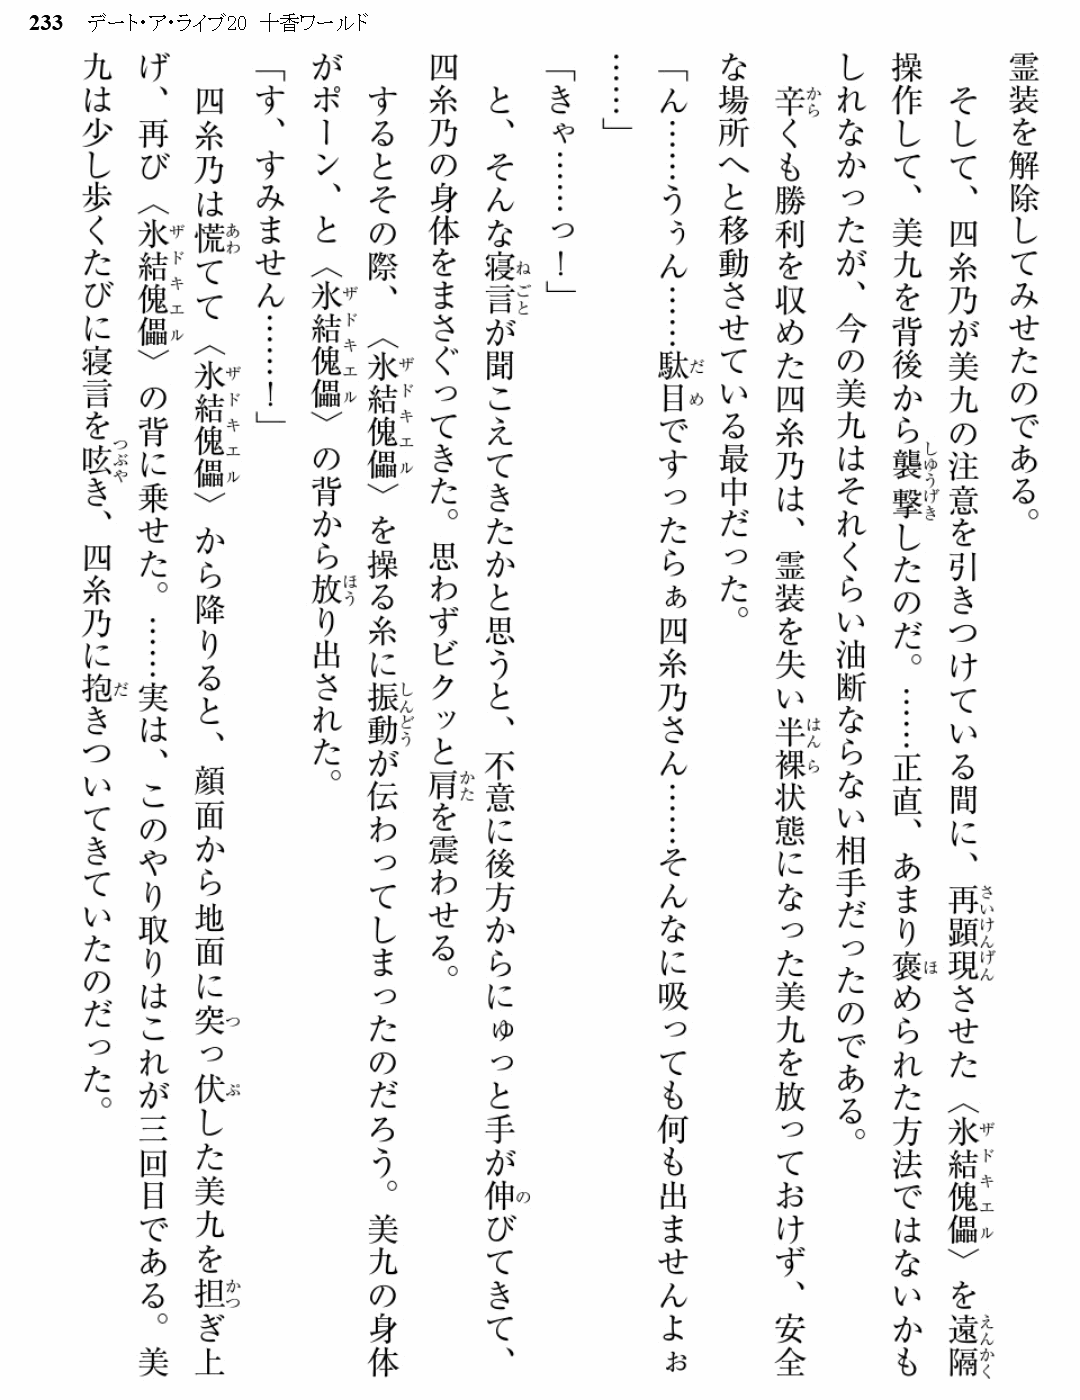 233 デート・ア・ライブ20 十香ワールド
霊装を解除してみせたのである。
そして、四糸乃が美九の注意を引きつけている間に、再顕現させた〈氷結傀儡〉を遠隔
操作して、美九を背後から襲撃したのだ。……正直、あまり褒められた方法ではないかも
しれなかったが、今の美九はそれくらい油断ならない相手だったのである。
辛くも勝利を収めた四糸乃は、霊装を失い半裸状態になった美九を放っておけず、安全
な場所へと移動させている最中だった。
「ん……うぅん……駄目ですったらぁ四糸乃さん……そんなに吸っても何も出ませんよぉ
……」
「きゃ……っ！」
と、そんな寝言が聞こえてきたかと思うと、不意に後方からにゅっと手が伸びてきて、
四糸乃の身体をまさぐってきた。思わずビクッと肩を震わせる。
するとその際、〈氷結傀儡〉を操る糸に振動が伝わってしまったのだろう。美九の身体
がポーン、と〈氷結傀儡〉の背から放り出された。
「す、すみません……！」
四糸乃は慌てて〈氷結傀儡〉から降りると、顔面から地面に突っ伏した美九を担ぎ上
げ、再び〈氷結傀儡〉の背に乗せた。……実は、このやり取りはこれが三回目である。美
九は少し歩くたびに寝言を呟き、四糸乃に抱きついてきていたのだった。